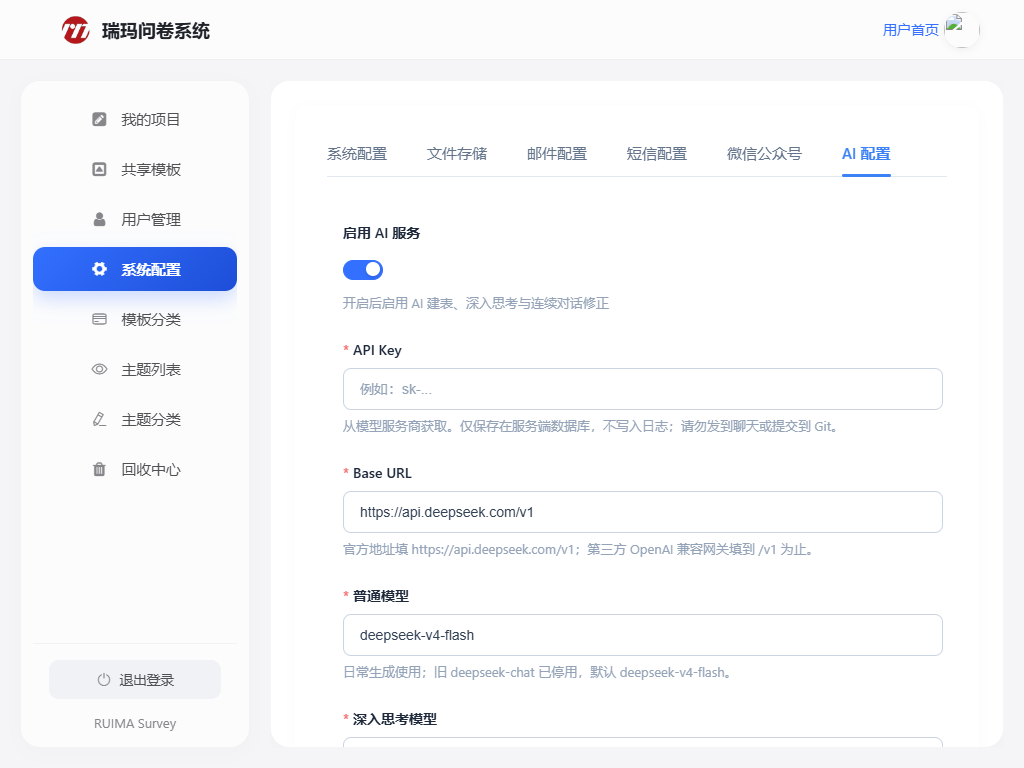 瑞玛问卷系统
用户首页
我的项目
共享模板
用户管理
系统配置
模板分类
主题列表
主题分类
回收中心
退出登录
RUIMA Survey
系统配置
文件存储
邮件配置
短信配置
微信公众号
AI 配置
启用 AI 服务
开启后启用 AI 建表、深入思考与连续对话修正
* API Key
例如：sk-...
从模型服务商获取。仅保存在服务端数据库，不写入日志；请勿发到聊天或提交到 Git。
* Base URL
https://api.deepseek.com/v1
官方地址填 https://api.deepseek.com/v1；第三方 OpenAI 兼容网关填到 /v1 为止。
* 普通模型
deepseek-v4-flash
日常生成使用；旧 deepseek-chat 已停用，默认 deepseek-v4-flash。
* 深入思考模型